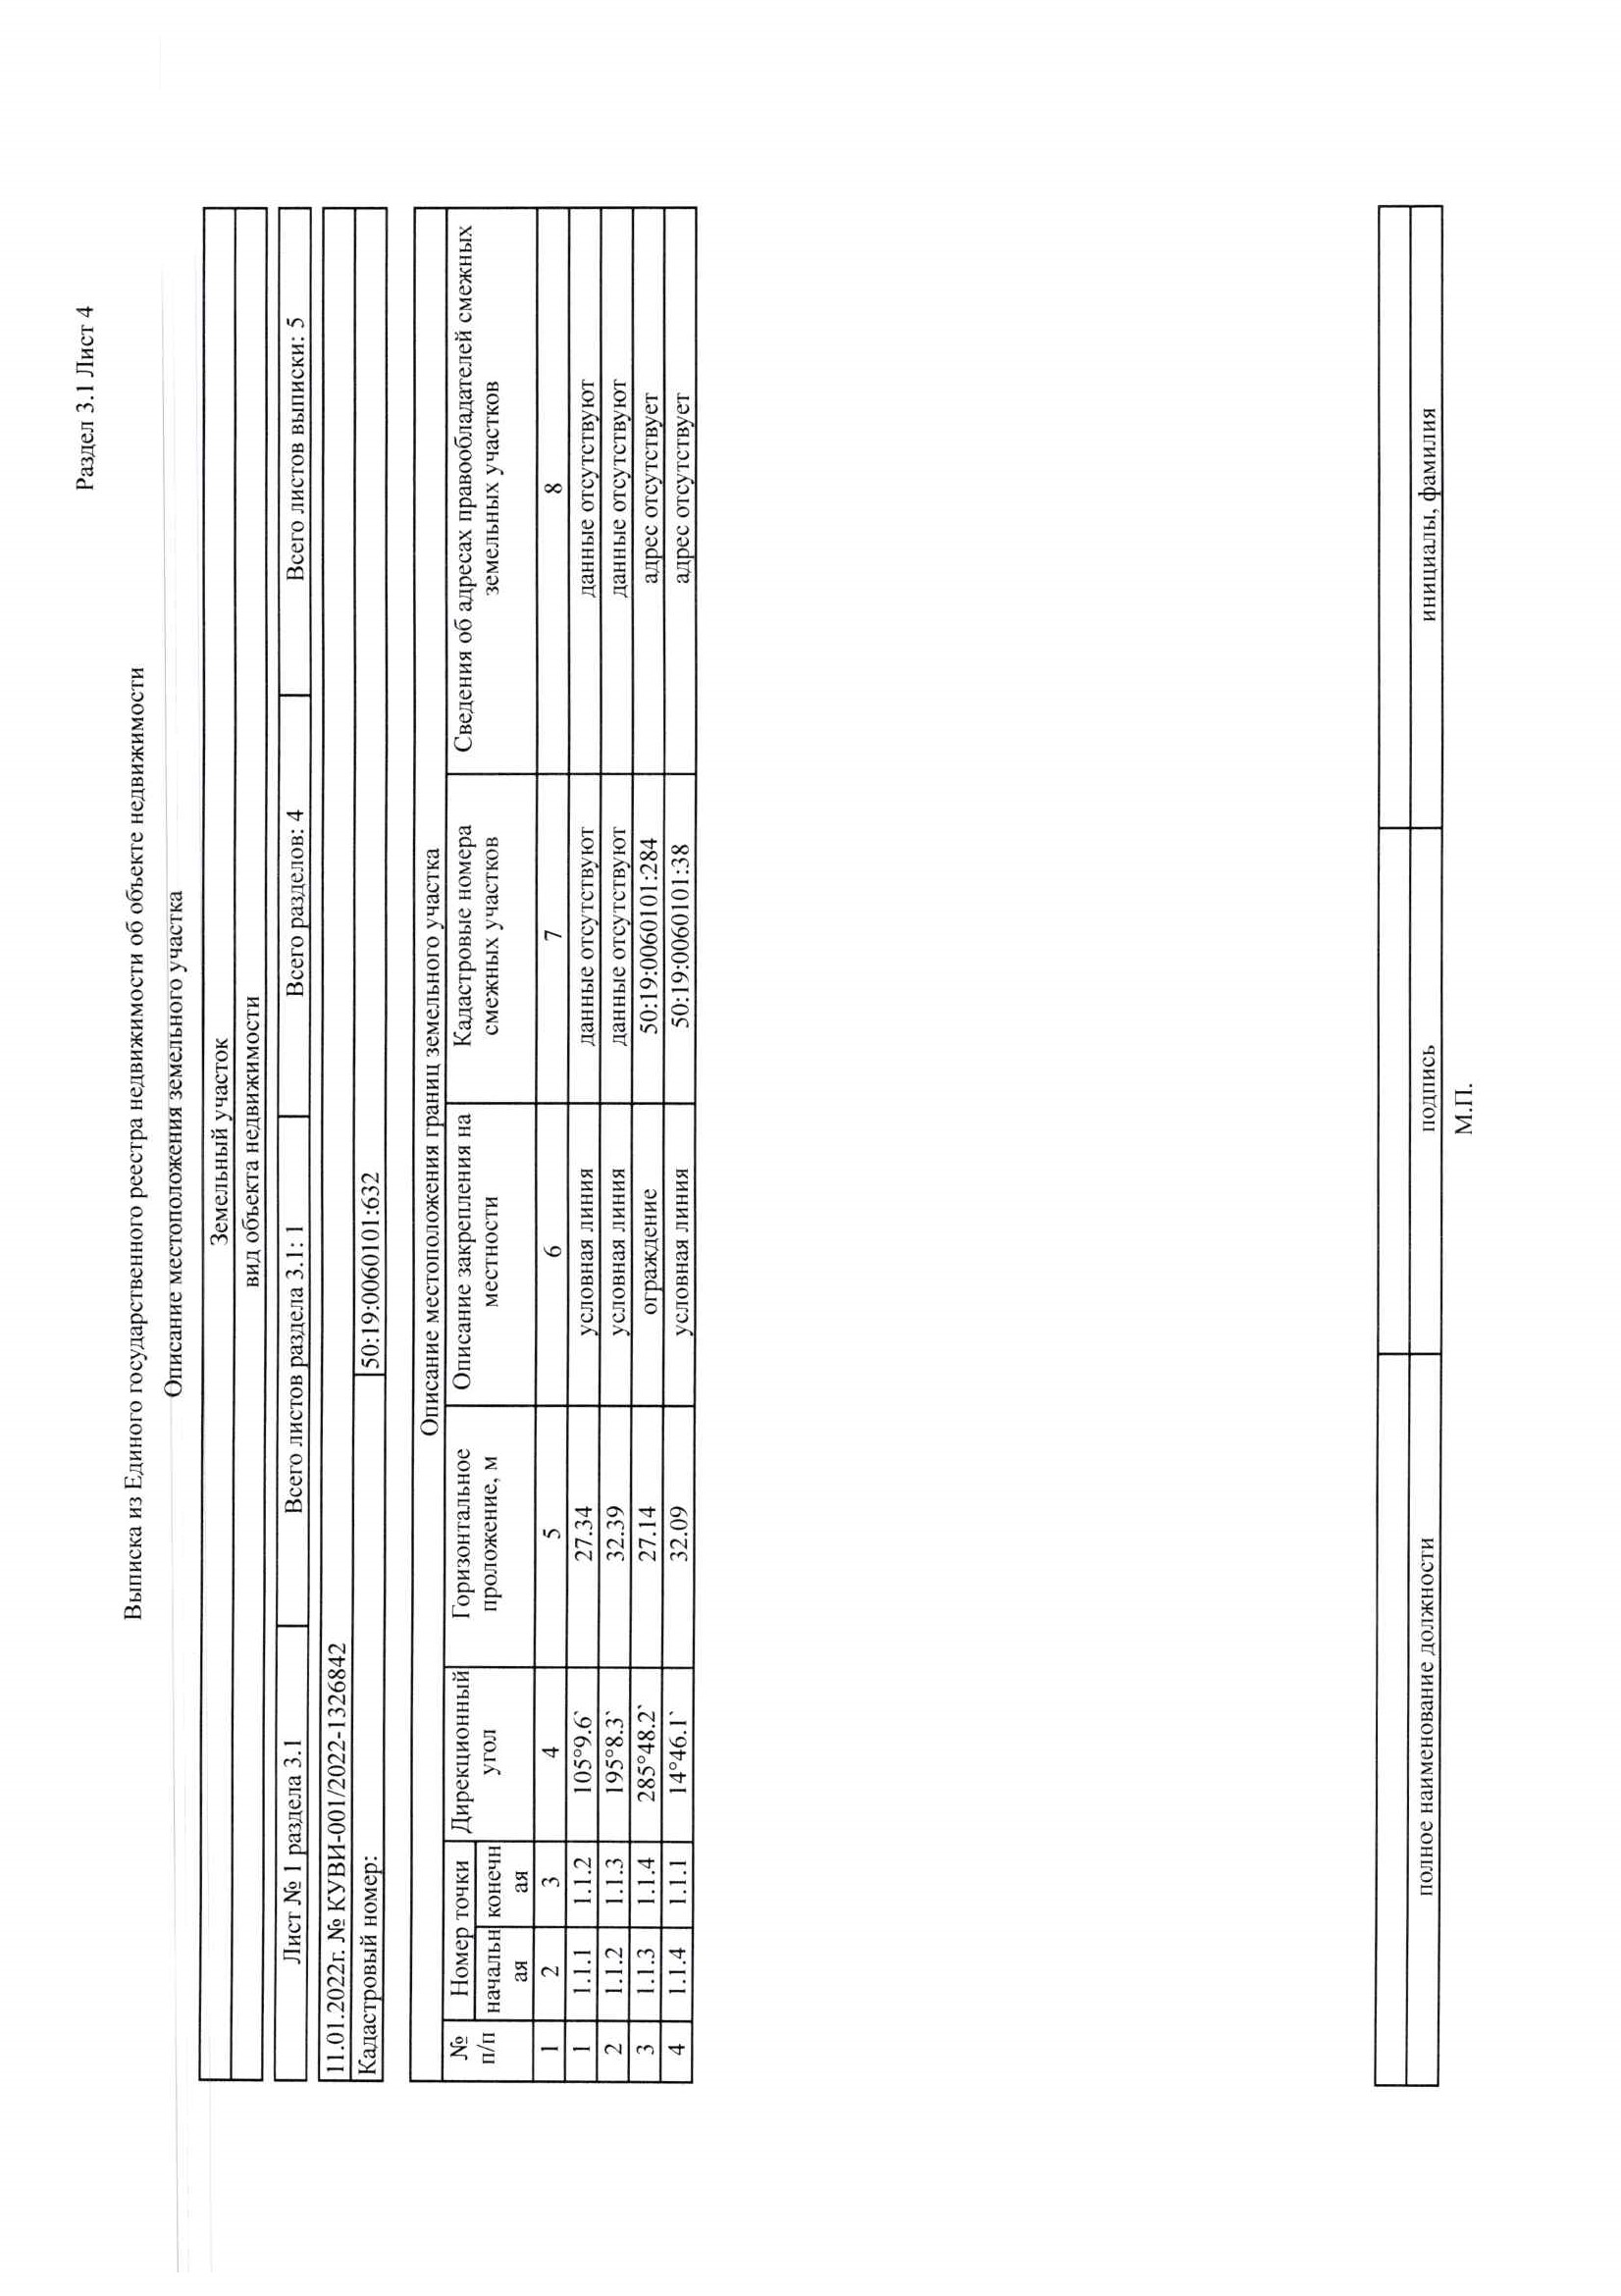 Раздел 3.1 Лист 4
Выписка из Единого государственного реестра недвижимости об объекте недвижимости
Описание местоположения земельного участка
Земельный участок
вид объекта недвижимости
Лист № 1 раздела 3.1 Всего листов раздела 3.1: 1 Всего разделов: 4 Всего листов выписки: 5
11.01.2022г. № КУВИ-001/2022-1326842
Кадастровый номер: 50:19:0060101:632
Описание местоположения границ земельного участка
№ Номер точки Дирекционный Горизонтальное Описание закрепления на Кадастровые номера Сведения об адресах правообладателей смежных
п/п начальн конечн угол проложение, м местности смежных участков земельных участков
ая ая
1 2 3 4 5 6 7 8
1 1.1.1 1.1.2 105°9.6` 27.34 условная линия данные отсутствуют данные отсутствуют
2 1.1.2 1.1.3 195°8.3` 32.39 условная линия данные отсутствуют данные отсутствуют
3 1.1.3 1.1.4 285°48.2` 27.14 ограждение 50:19:0060101:284 адрес отсутствует
4 1.1.4 1.1.1 14°46.1` 32.09 условная линия 50:19:0060101:38 адрес отсутствует
полное наименование должности подпись инициалы, фамилия
М.П.